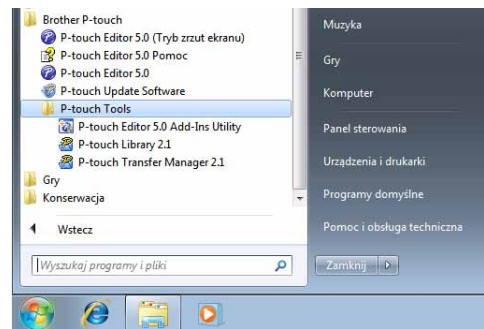 Brother P-touch
P-touch Editor 5.0 (Tryb zrzut ekranu)
P-touch Editor 5.0 Pomoc
P-touch Editor 5.0
P-touch Update Software
P-touch Tools
P-touch Editor 5.0 Add-Ins Utility
P-touch Library 2.1
P-touch Transfer Manager 2.1
Gry
Konserwacja
Wstecz
Wyszukaj programy i pliki
Muzyka
Gry
Komputer
Panel sterowania
Urządzenia i drukarki
Programy domyślne
Pomoc i obsługa techniczna
Zamknij